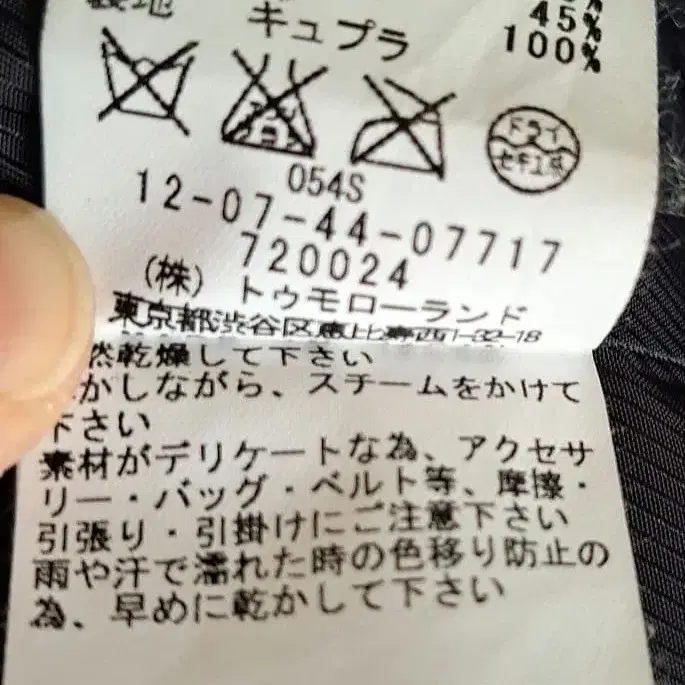 裏地 キュプラ
%
45%
100%
ドライ
セキユ系
054S
12-07-44-07717
720024
(株) トゥモローランド
東京都渋谷区恵比寿西1-32-18
然乾燥して下さい
かしながら、スチームをかけて
下さい
素材がデリケートな為、アクセサ
リー・バッグ・ベルト等、摩擦・
引張り・引掛けにご注意下さい
雨や汗で濡れた時の色移り防止の
為、早めに乾かして下さい